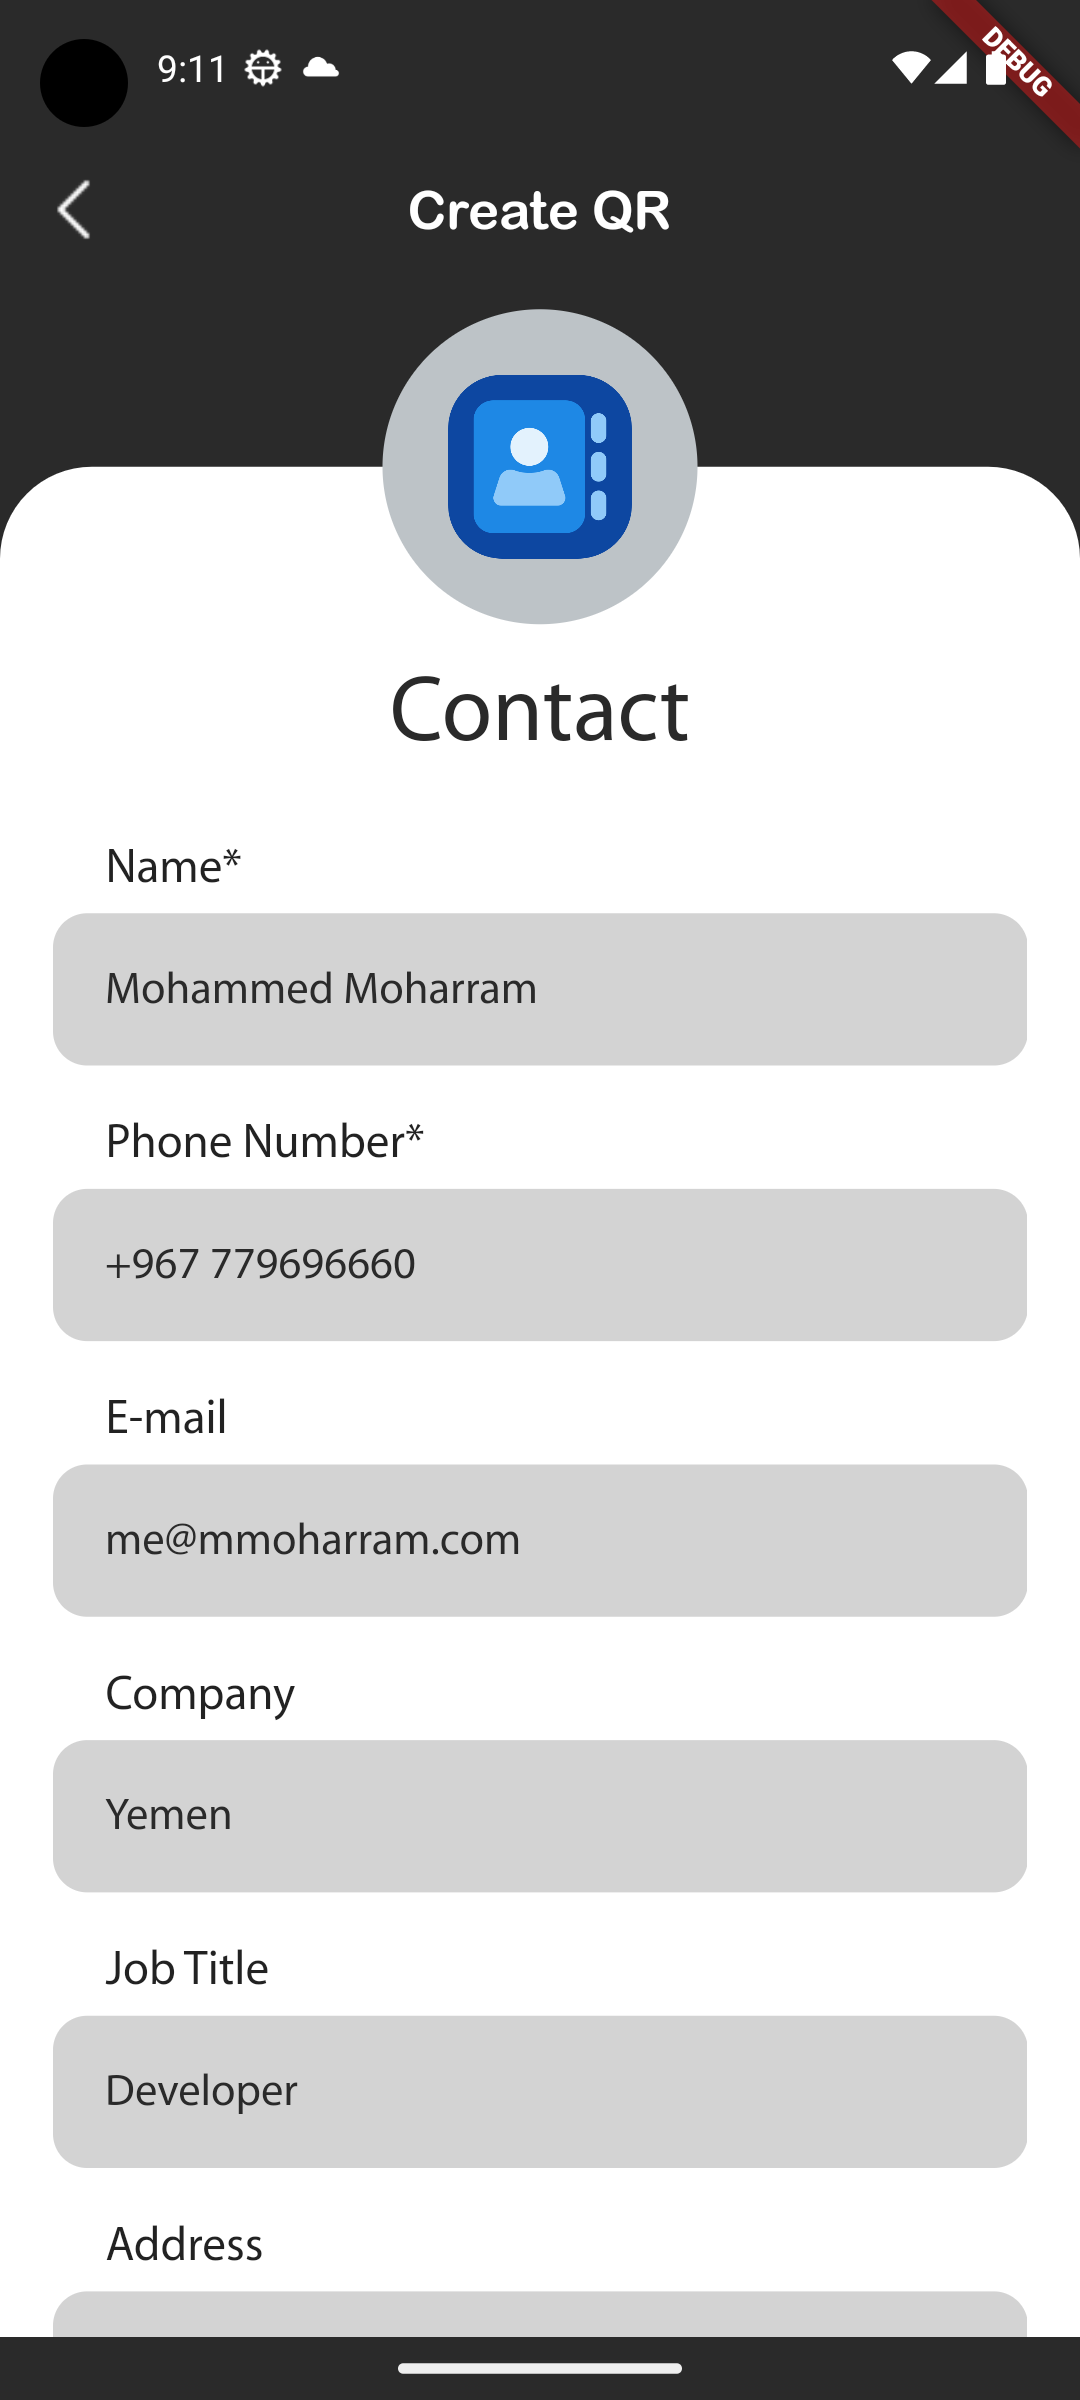 9:11
DEBUG
Create QR
Contact
Name*
Mohammed Moharram
Phone Number*
+967 779696660
E-mail
me@mmoharram.com
Company
Yemen
Job Title
Developer
Address